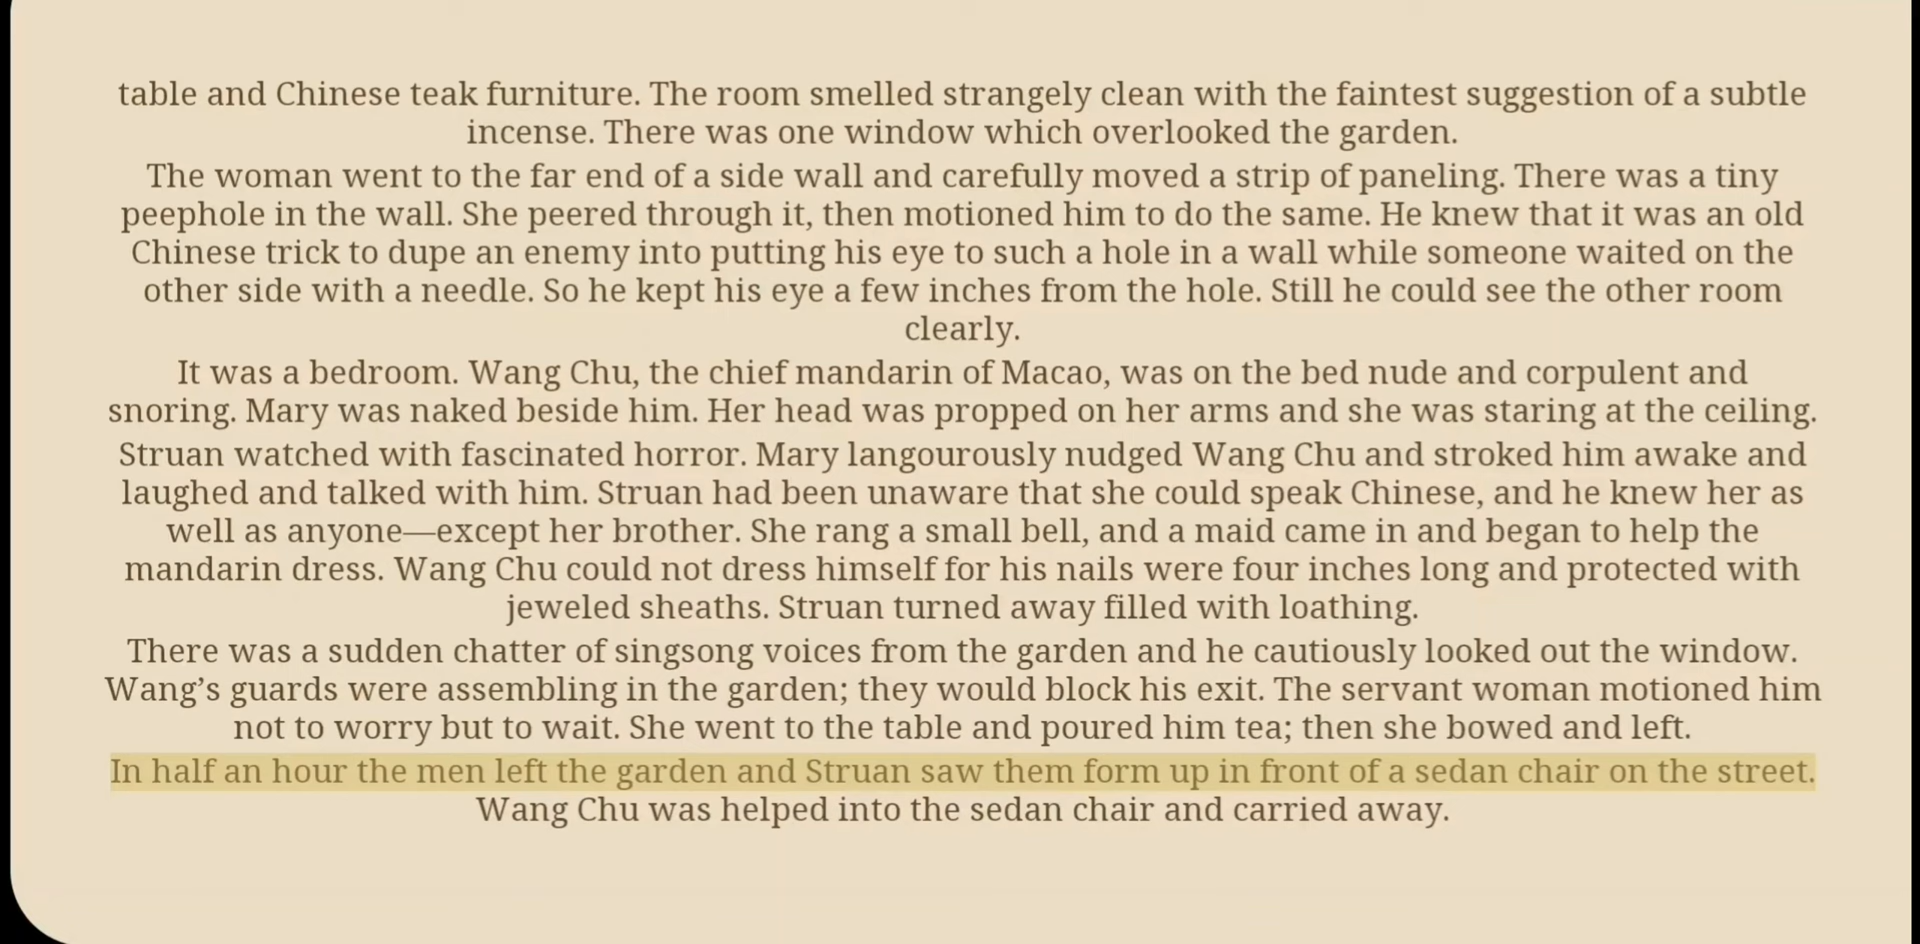 table and Chinese teak furniture. The room smelled strangely clean with the faintest suggestion of a subtle
incense. There was one window which overlooked the garden.
The woman went to the far end of a side wall and carefully moved a strip of paneling. There was a tiny
peephole in the wall. She peered through it, then motioned him to do the same. He knew that it was an old
Chinese trick to dupe an enemy into putting his eye to such a hole in a wall while someone waited on the
other side with a needle. So he kept his eye a few inches from the hole. Still he could see the other room
clearly.
It was a bedroom. Wang Chu, the chief mandarin of Macao, was on the bed nude and corpulent and
snoring. Mary was naked beside him. Her head was propped on her arms and she was staring at the ceiling.
Struan watched with fascinated horror. Mary langourously nudged Wang Chu and stroked him awake and
laughed and talked with him. Struan had been unaware that she could speak Chinese, and he knew her as
well as anyone—except her brother. She rang a small bell, and a maid came in and began to help the
mandarin dress. Wang Chu could not dress himself for his nails were four inches long and protected with
jeweled sheaths. Struan turned away filled with loathing.
There was a sudden chatter of singsong voices from the garden and he cautiously looked out the window.
Wang’s guards were assembling in the garden; they would block his exit. The servant woman motioned him
not to worry but to wait. She went to the table and poured him tea; then she bowed and left.
In half an hour the men left the garden and Struan saw them form up in front of a sedan chair on the street.
Wang Chu was helped into the sedan chair and carried away.